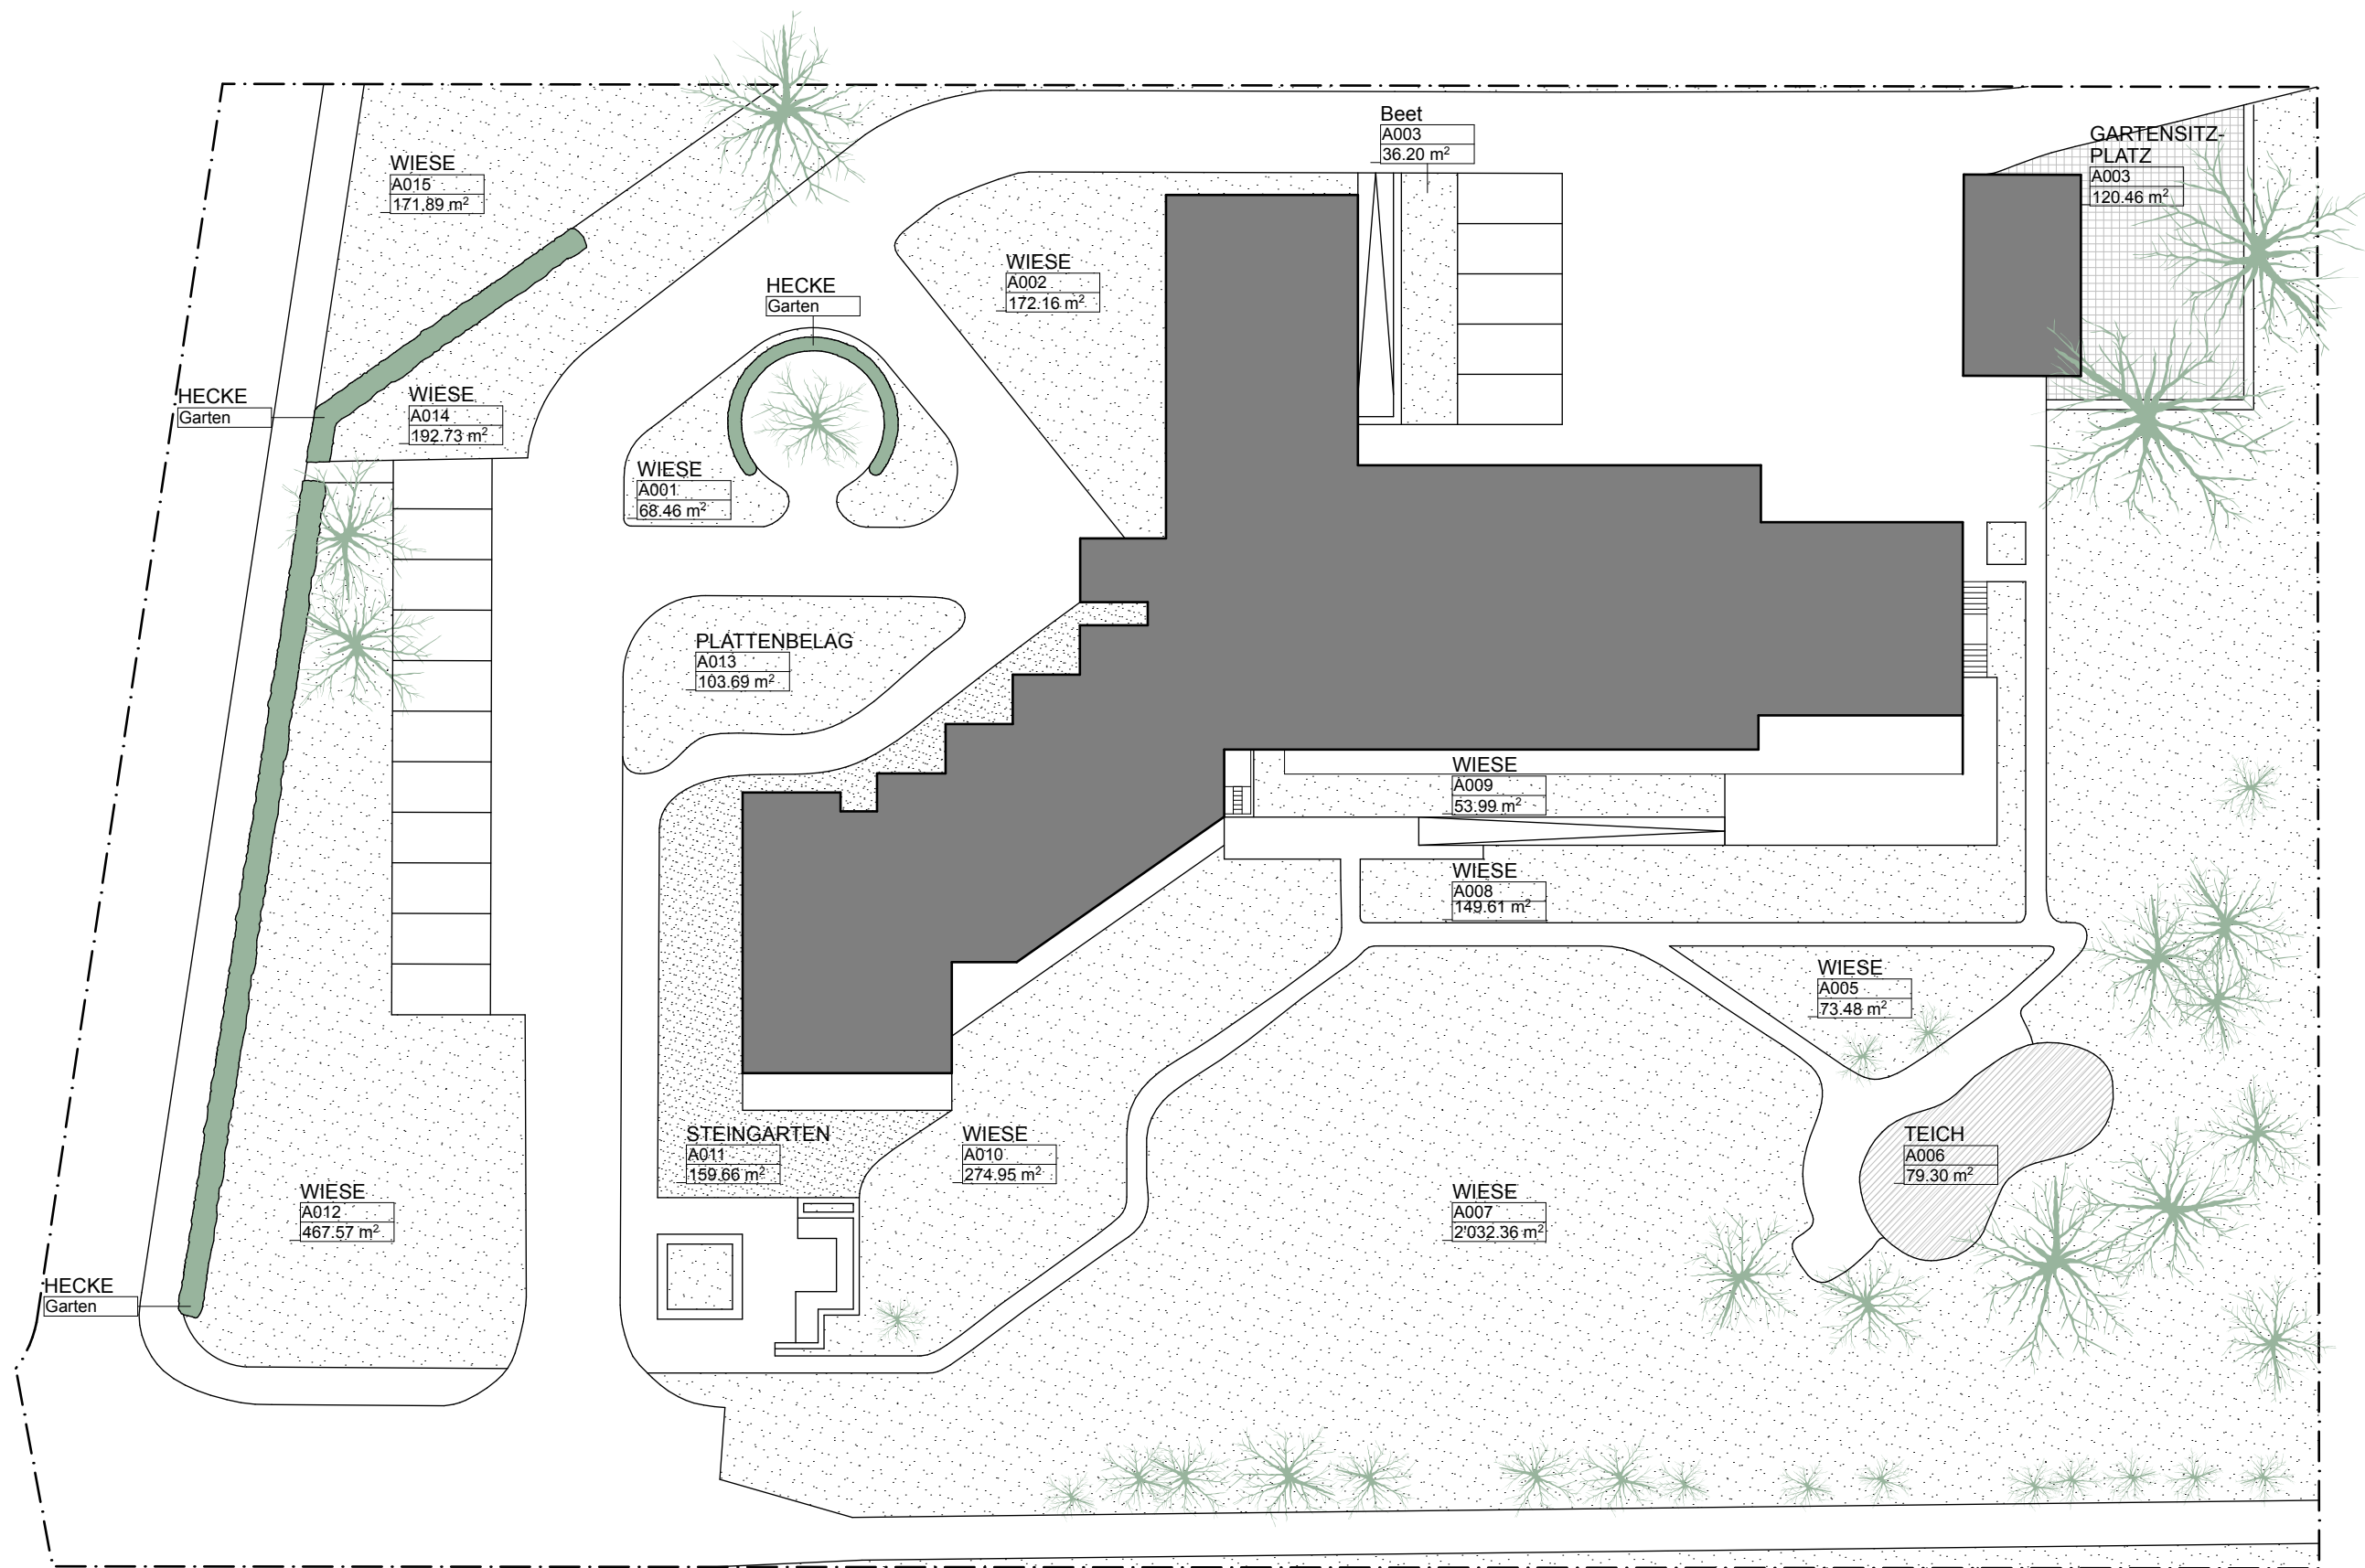 Beet
A003
36.20 m²
GARTENSITZ-
PLATZ
A003
120.46 m²
WIESE
A015
171.89 m²
WIESE
A002
172.16 m²
HECKE
Garten
HECKE
Garten
WIESE
A014
192.73 m²
WIESE
A001
68.46 m²
PLATTENBELAG
A013
103.69 m²
WIESE
A009
53.99 m²
WIESE
A008
149.61 m²
WIESE
A005
73.48 m²
STEINGARTEN
A011
159.66 m²
WIESE
A010
274.95 m²
TEICH
A006
79.30 m²
WIESE
A012
467.57 m²
WIESE
A007
2'032.36 m²
HECKE
Garten